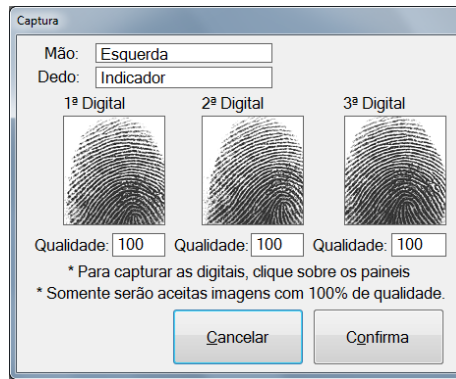 Captura
Mão: Esquerda
Dedo: Indicador
1ª Digital 2ª Digital 3ª Digital
Qualidade: 100 Qualidade: 100 Qualidade: 100
* Para capturar as digitais, clique sobre os paineis
* Somente serão aceitas imagens com 100% de qualidade.
Cancelar Confirma